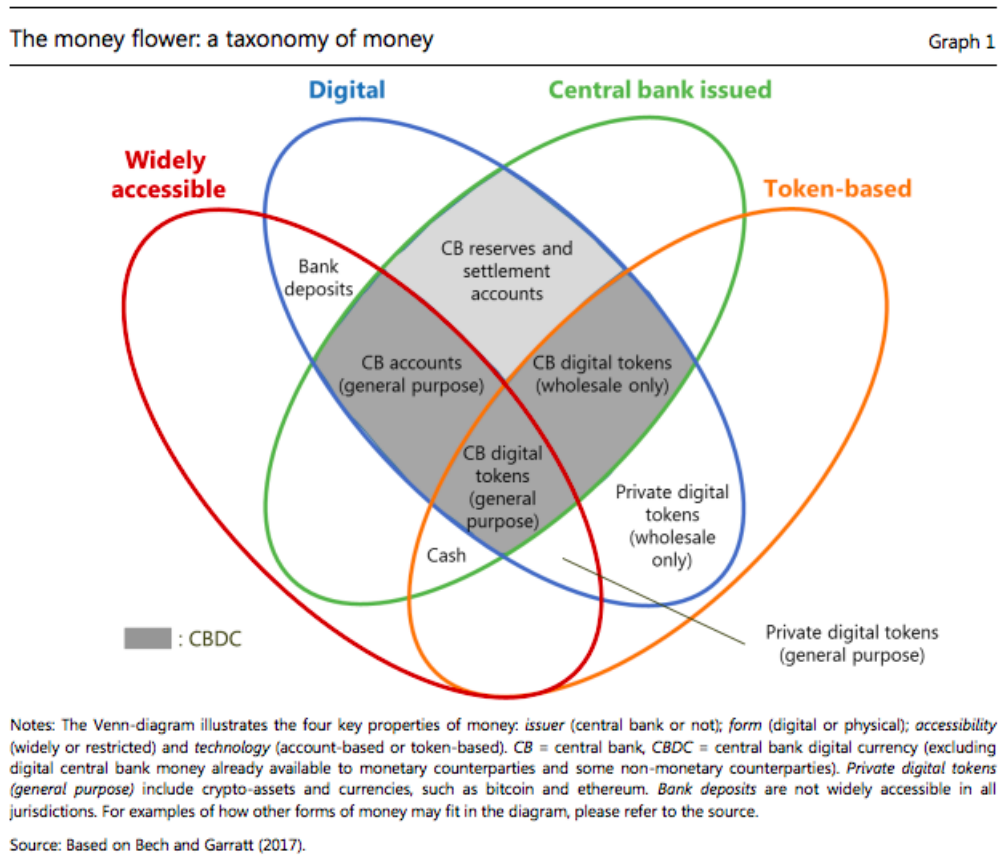 The money flower: a taxonomy of money
Graph 1
Digital
Central bank issued
Widely
accessible
Token-based
Bank
deposits
CB reserves and
settlement
accounts
CB accounts
(general purpose)
CB digital tokens
(wholesale only)
CB digital
tokens
(general
purpose)
Private digital
tokens
(wholesale
only)
Cash
: CBDC
Private digital tokens
(general purpose)
Notes: The Venn-diagram illustrates the four key properties of money: issuer (central bank or not); form (digital or physical); accessibility
(widely or restricted) and technology (account-based or token-based). CB = central bank, CBDC = central bank digital currency (excluding
digital central bank money already available to monetary counterparties and some non-monetary counterparties). Private digital tokens
(general purpose) include crypto-assets and currencies, such as bitcoin and ethereum. Bank deposits are not widely accessible in all
jurisdictions. For examples of how other forms of money may fit in the diagram, please refer to the source.
Source: Based on Bech and Garratt (2017).